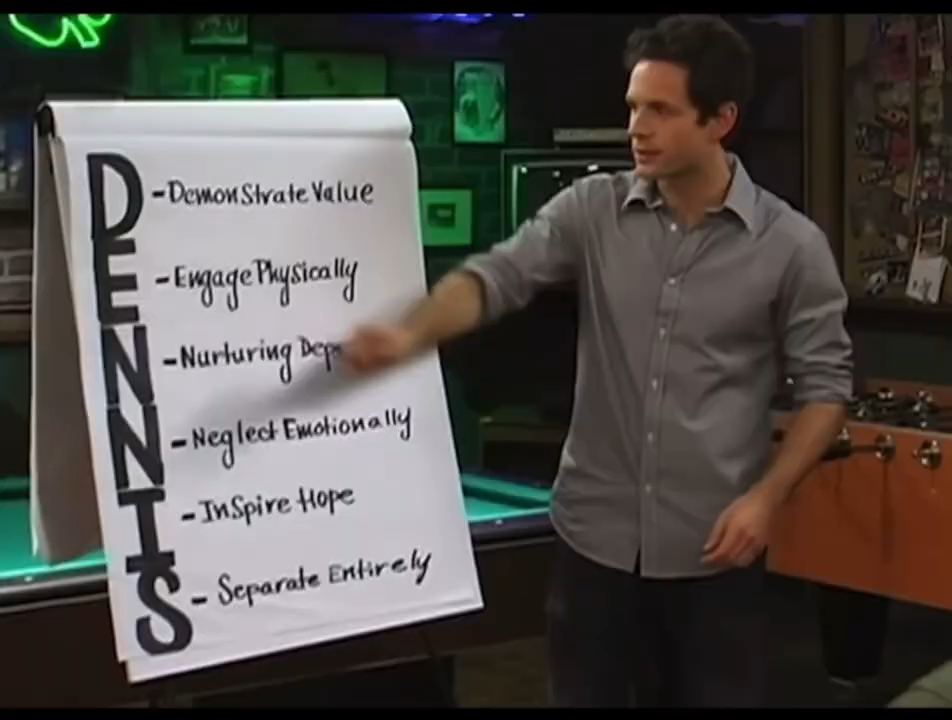 D - Demonstrate Value
E - Engage Physically
N - Nurturing
N - Neglect Emotionally
I - Inspire Hope
S - Separate Entirely